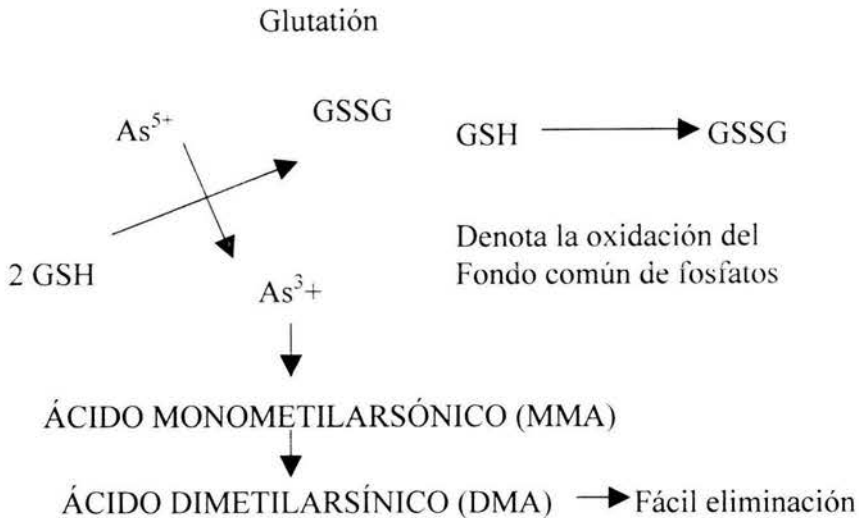 Glutatión
As⁵⁺
GSSG
GSH
GSSG
2 GSH
As³+
Denota la oxidación del
Fondo común de fosfatos
ÁCIDO MONOMETILARSÓNICO (MMA)
ÁCIDO DIMETILARSÍNICO (DMA)
Fácil eliminación